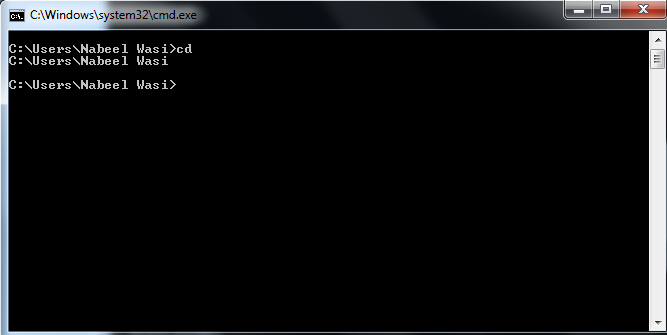 C:\Windows\system32\cmd.exe
C:\Users\Nabeel Wasi>cd
C:\Users\Nabeel Wasi
C:\Users\Nabeel Wasi>